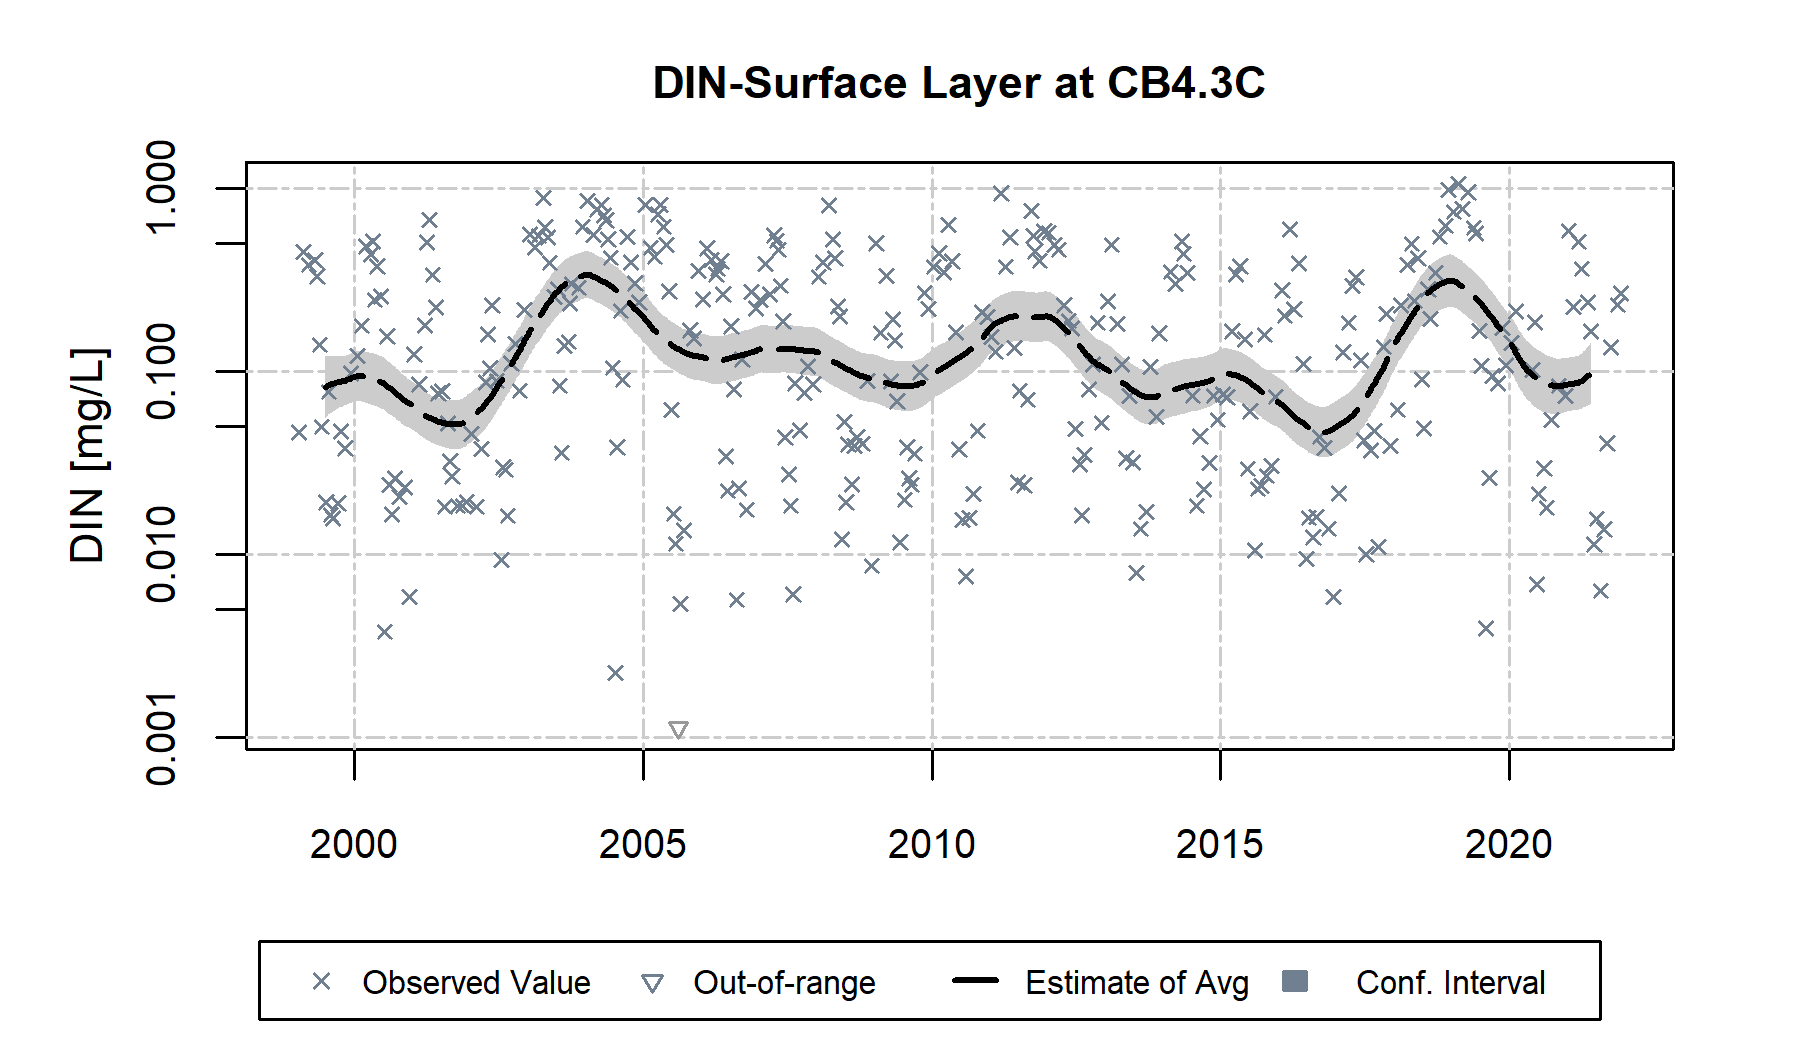 DIN-Surface Layer at CB4.3C
DIN [mg/L]
1.000
0.100
0.010
0.001
2000 2005 2010 2015 2020
Observed Value Out-of-range Estimate of Avg Conf. Interval